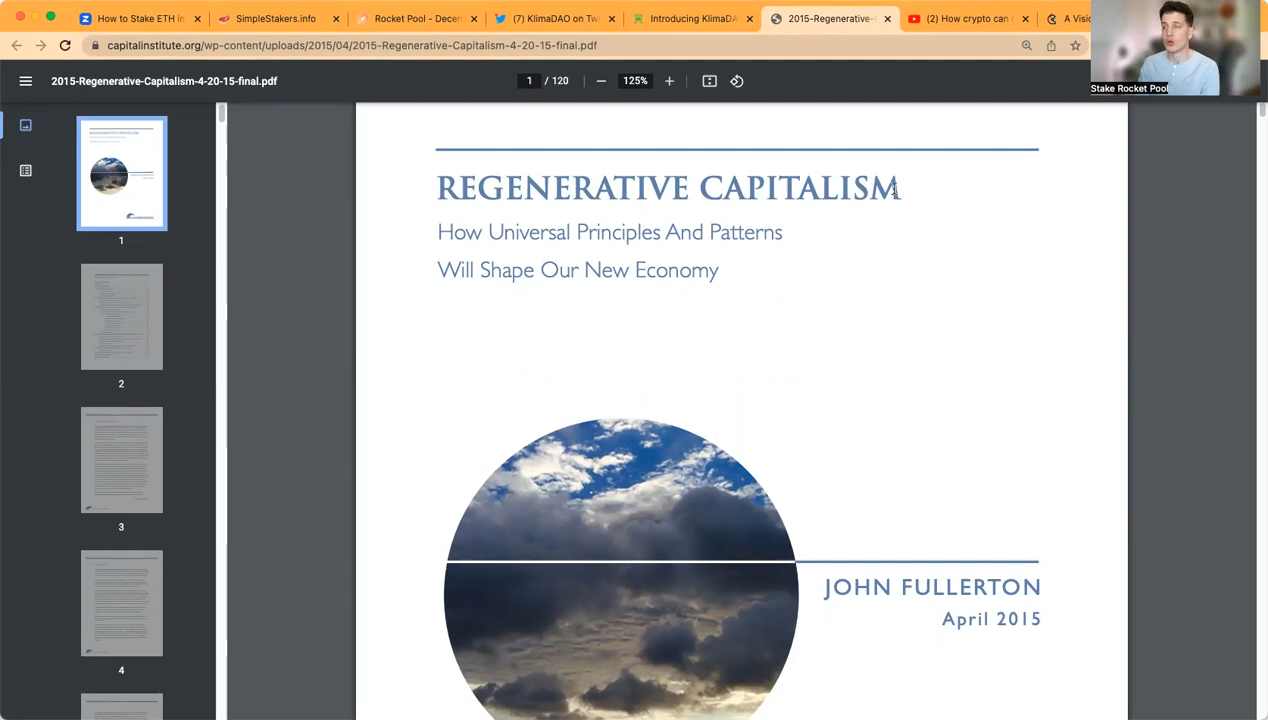 How to Stake ETH in
SimpleStakers.info
Rocket Pool - Decen
(7) KlimaDAO on Tw
Introducing KlimaDA
2015-Regenerative-
(2) How crypto can
A Visi
capitalinstitute.org/wp-content/uploads/2015/04/2015-Regenerative-Capitalism-4-20-15-final.pdf
Stake Rocket Pool
2015-Regenerative-Capitalism-4-20-15-final.pdf
1 / 120
125%
REGENERATIVE CAPITALISM
How Universal Principles And Patterns
Will Shape Our New Economy
JOHN FULLERTON
April 2015
REGENERATIVE CAPITALISM
1
2
3
4